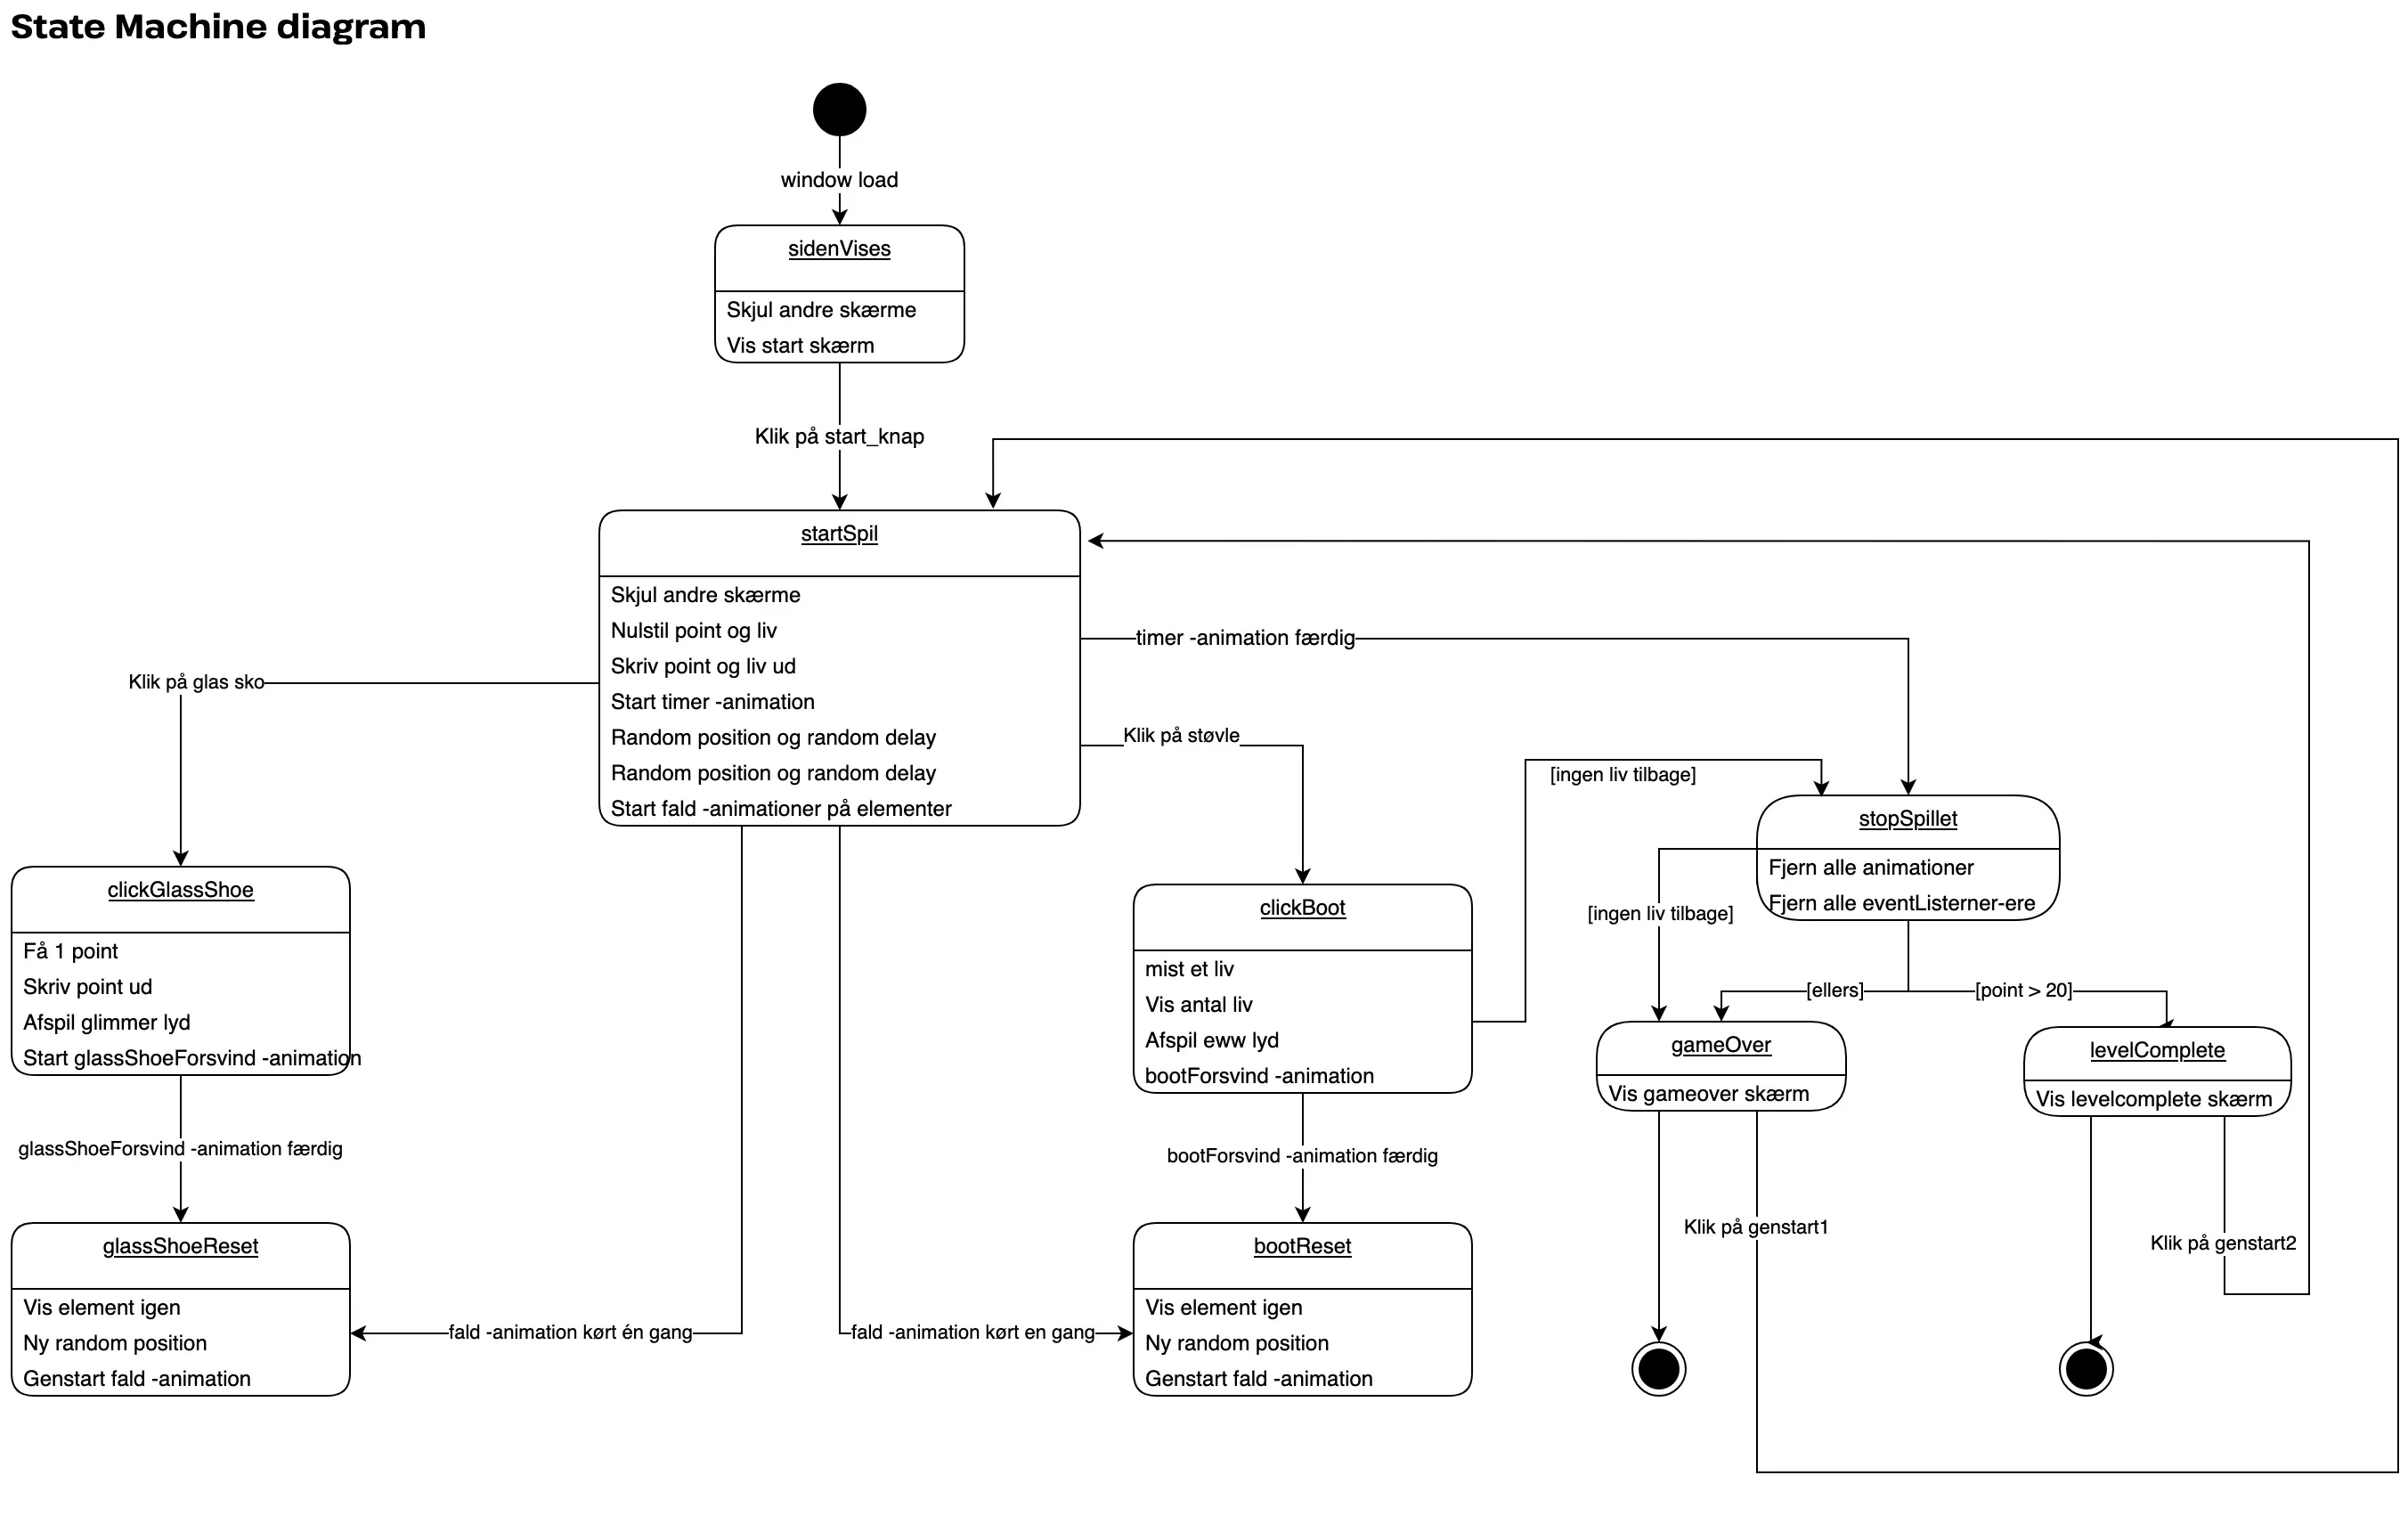 State Machine diagram
window load
sidenVises
Skjul andre skærme
Vis start skærm
Klik på start_knap
startSpil
Skjul andre skærme
Nulstil point og liv
Skriv point og liv ud
Start timer -animation
Random position og random delay
Random position og random delay
Start fald -animationer på elementer
timer -animation færdig
Klik på glas sko
Klik på støvle
[ingen liv tilbage]
stopSpillet
Fjern alle animationer
Fjern alle eventListerner-ere
clickGlassShoe
Få 1 point
Skriv point ud
Afspil glimmer lyd
Start glassShoeForsvind -animation
clickBoot
mist et liv
Vis antal liv
Afspil eww lyd
bootForsvind -animation
[ingen liv tilbage]
[ellers]
[point > 20]
gameOver
Vis gameover skærm
levelComplete
Vis levelcomplete skærm
glassShoeForsvind -animation færdig
bootForsvind -animation færdig
Klik på genstart1
Klik på genstart2
glassShoeReset
Vis element igen
Ny random position
Genstart fald -animation
fald -animation kørt én gang
fald -animation kørt en gang
bootReset
Vis element igen
Ny random position
Genstart fald -animation